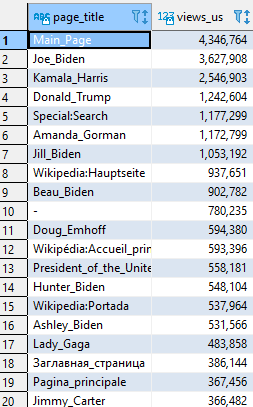 ABC page_title 123 views_us
1 Main_Page 4,346,764
2 Joe_Biden 3,627,908
3 Kamala_Harris 2,546,903
4 Donald_Trump 1,242,604
5 Special:Search 1,177,299
6 Amanda_Gorman 1,172,799
7 Jill_Biden 1,053,192
8 Wikipedia:Hauptseite 937,651
9 Beau_Biden 902,782
10 - 780,235
11 Doug_Emhoff 594,380
12 Wikipédia:Accueil_prin 593,396
13 President_of_the_Unite 558,181
14 Hunter_Biden 548,104
15 Wikipedia:Portada 537,964
16 Ashley_Biden 531,566
17 Lady_Gaga 483,858
18 Заглавная_страница 386,144
19 Pagina_principale 367,456
20 Jimmy_Carter 366,482